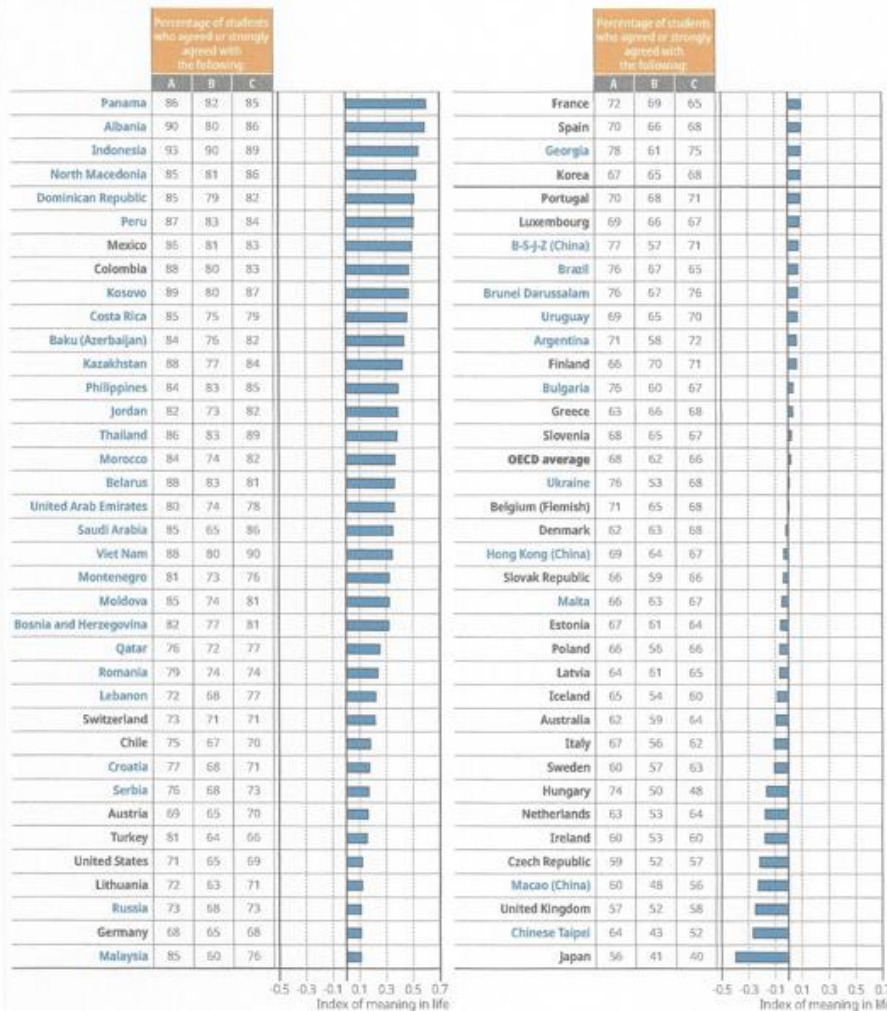 Percentage of students
who agreed or strongly
agreed with
the following:
A B C
Panama 86 82 85
Albania 90 80 86
Indonesia 93 90 89
North Macedonia 85 81 86
Dominican Republic 85 79 82
Peru 87 83 84
Mexico 86 81 83
Colombia 88 80 83
Kosovo 89 80 87
Costa Rica 85 75 79
Baku (Azerbaijan) 84 76 82
Kazakhstan 88 77 84
Philippines 84 83 85
Jordan 82 73 82
Thailand 86 83 89
Morocco 84 74 82
Belarus 88 83 81
United Arab Emirates 80 74 78
Saudi Arabia 85 65 86
Viet Nam 88 80 90
Montenegro 81 73 76
Moldova 85 74 81
Bosnia and Herzegovina 82 77 81
Qatar 76 72 77
Romania 79 74 74
Lebanon 72 68 77
Switzerland 73 71 71
Chile 75 67 70
Croatia 77 68 71
Serbia 76 68 73
Austria 69 65 70
Turkey 81 64 66
United States 71 65 69
Lithuania 72 63 71
Russia 73 68 73
Germany 68 65 68
Malaysia 85 60 76
-0.5 -0.3 -0.1 0.1 0.3 0.5 0.7
Index of meaning in life
Percentage of students
who agreed or strongly
agreed with
the following:
A B C
France 72 69 65
Spain 70 66 68
Georgia 78 61 75
Korea 67 65 68
Portugal 70 68 71
Luxembourg 69 66 67
B-S-J-Z (China) 77 57 71
Brazil 76 67 65
Brunei Darussalam 76 67 76
Uruguay 69 65 70
Argentina 71 58 72
Finland 66 70 71
Bulgaria 76 60 67
Greece 63 66 68
Slovenia 68 65 67
OECD average 68 62 66
Ukraine 76 53 68
Belgium (Flemish) 71 65 68
Denmark 62 63 68
Hong Kong (China) 69 64 67
Slovak Republic 66 59 66
Malta 66 63 67
Estonia 67 61 64
Poland 66 56 66
Latvia 64 61 65
Iceland 65 54 60
Australia 62 59 64
Italy 67 56 62
Sweden 60 57 63
Hungary 74 50 48
Netherlands 63 53 64
Ireland 60 53 60
Czech Republic 59 52 57
Macao (China) 60 48 56
United Kingdom 57 52 58
Chinese Taipei 64 43 52
Japan 56 41 40
-0.5 -0.3 -0.1 0.1 0.3 0.5 0.7
Index of meaning in life